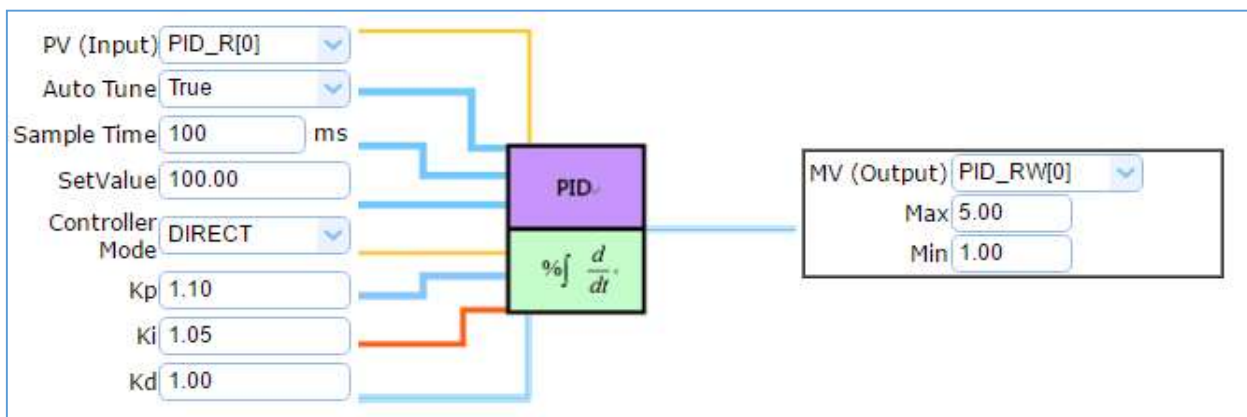 PV (Input) PID_R[0]
Auto Tune True
Sample Time 100 ms
SetValue 100.00
Controller
Mode DIRECT
Kp 1.10
Ki 1.05
Kd 1.00
PID
%∫ d/dt
MV (Output) PID_RW[0]
Max 5.00
Min 1.00